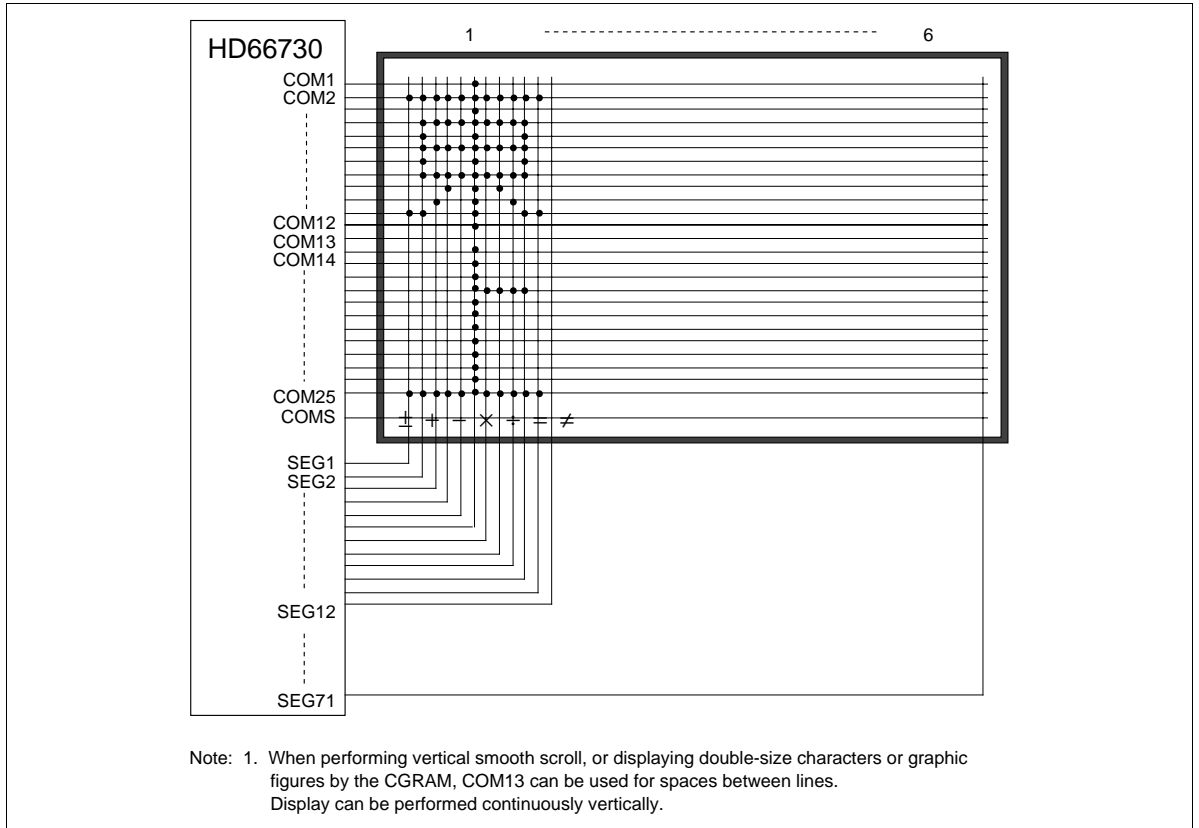 HD66730
1 6
COM1
COM2
COM12
COM13
COM14
COM25
COMS
± + − × ÷ = ≠
SEG1
SEG2
SEG12
SEG71
Note: 1. When performing vertical smooth scroll, or displaying double-size characters or graphic
figures by the CGRAM, COM13 can be used for spaces between lines.
Display can be performed continuously vertically.